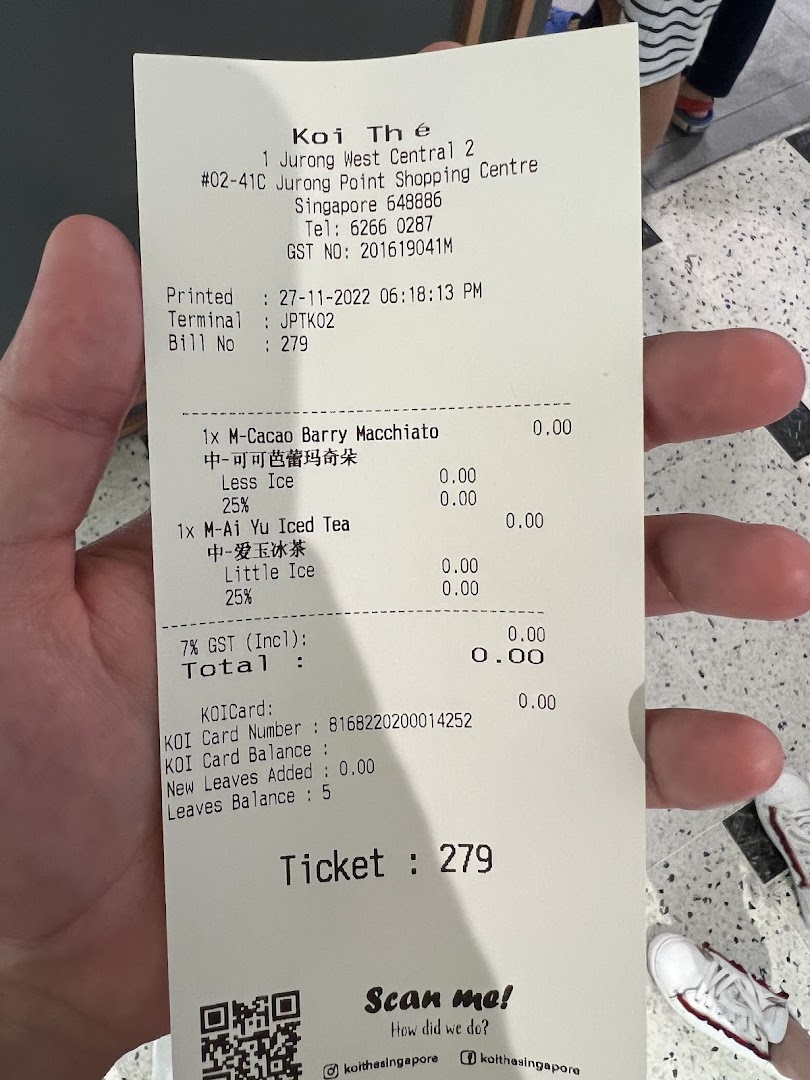 Koi Thé
1 Jurong West Central 2
#02-41C Jurong Point Shopping Centre
Singapore 648886
Tel: 6266 0287
GST NO: 201619041M
Printed : 27-11-2022 06:18:13 PM
Terminal : JPTK02
Bill No : 279
1x M-Cacao Barry Macchiato 0.00
中-可可芭蕾玛奇朵
Less Ice 0.00
25% 0.00
1x M-Ai Yu Iced Tea 0.00
中-爱玉冰茶
Little Ice 0.00
25% 0.00
7% GST (Incl): 0.00
Total : 0.00
KOICard: 0.00
KOI Card Number : 8168220200014252
KOI Card Balance :
New Leaves Added : 0.00
Leaves Balance : 5
Ticket : 279
Scan me!
How did we do?
koithesingapore koithesingapore